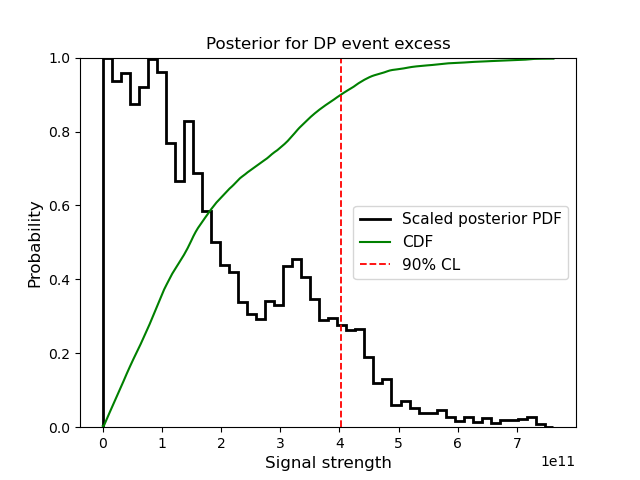 Posterior for DP event excess
Probability
1.0
0.8
0.6
0.4
0.2
0.0
Scaled posterior PDF
CDF
90% CL
0 1 2 3 4 5 6 7
1e11
Signal strength